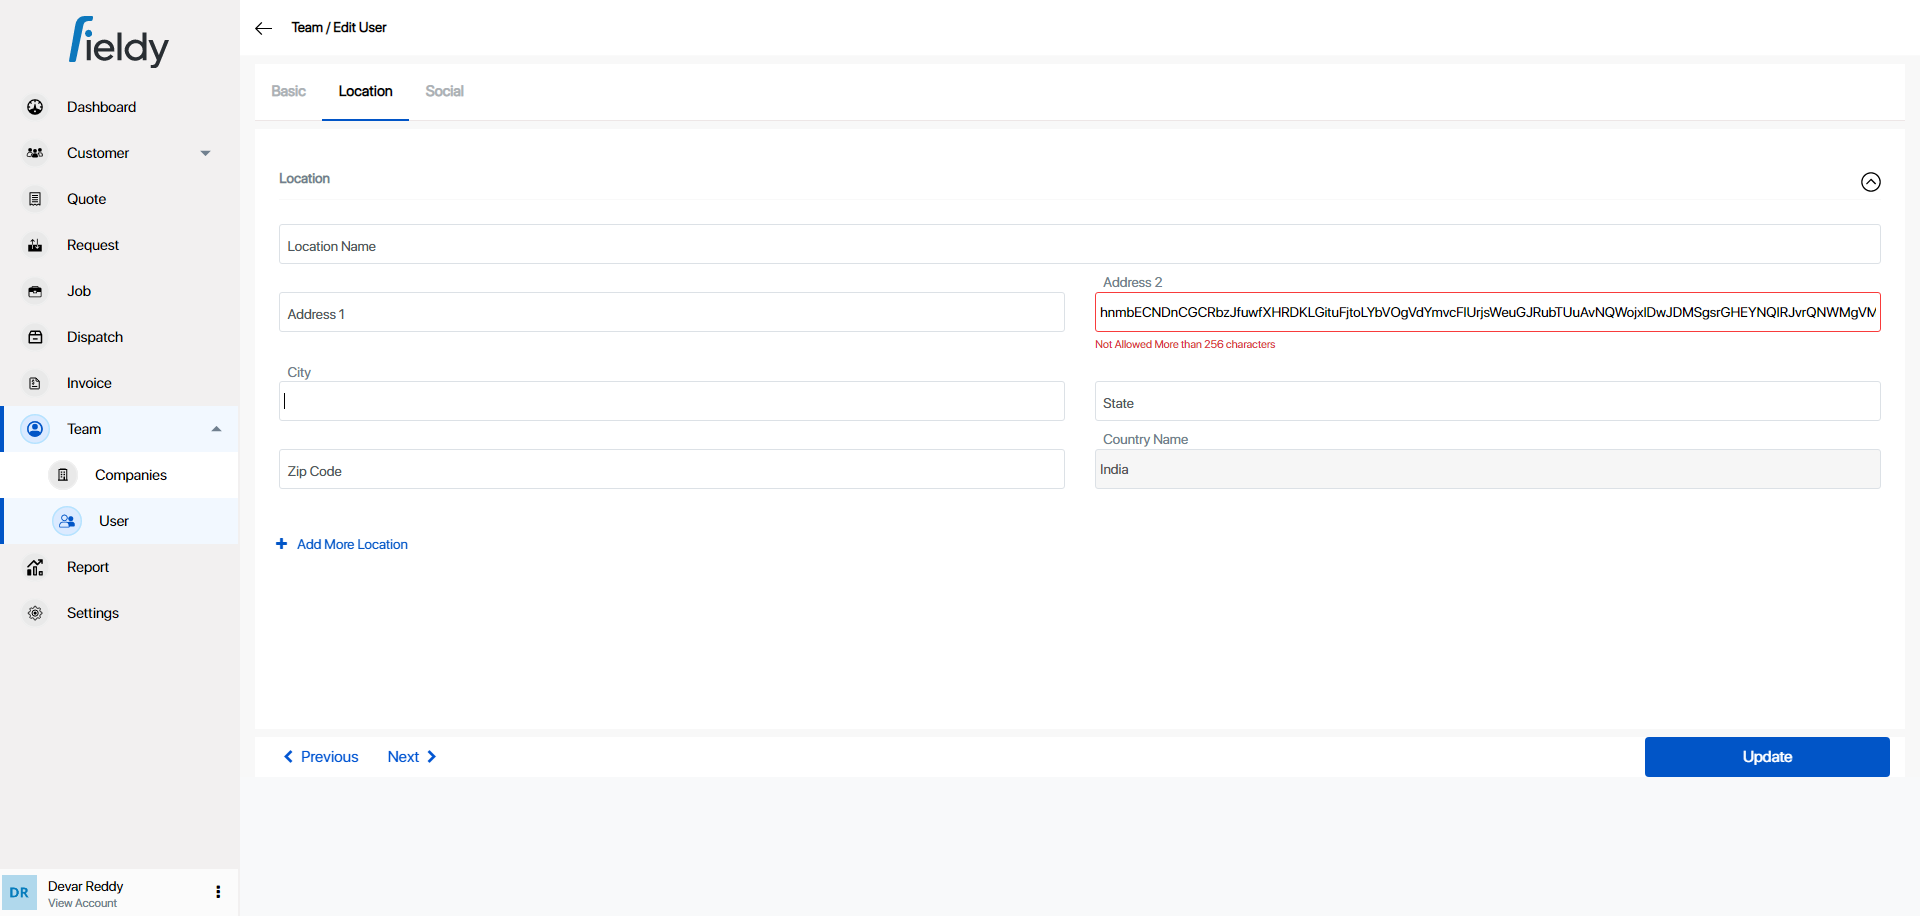 fieldy
Team / Edit User
Basic
Location
Social
Dashboard
Customer
Quote
Request
Job
Dispatch
Invoice
Team
Companies
User
Report
Settings
Location
Location Name
Address 1
Address 2
hnmbECNDnCGCRbzJfuwfXHRDKLGituFjtoLYbVOgVdYmvcFlUrjsWeuGJRubTUuAvNQWojxlDwJDMSgsrGHEYNQlRJvrQNWMgVM
Not Allowed More than 256 characters
City
State
Zip Code
Country Name
India
Add More Location
Previous
Next
Update
DR
Devar Reddy
View Account